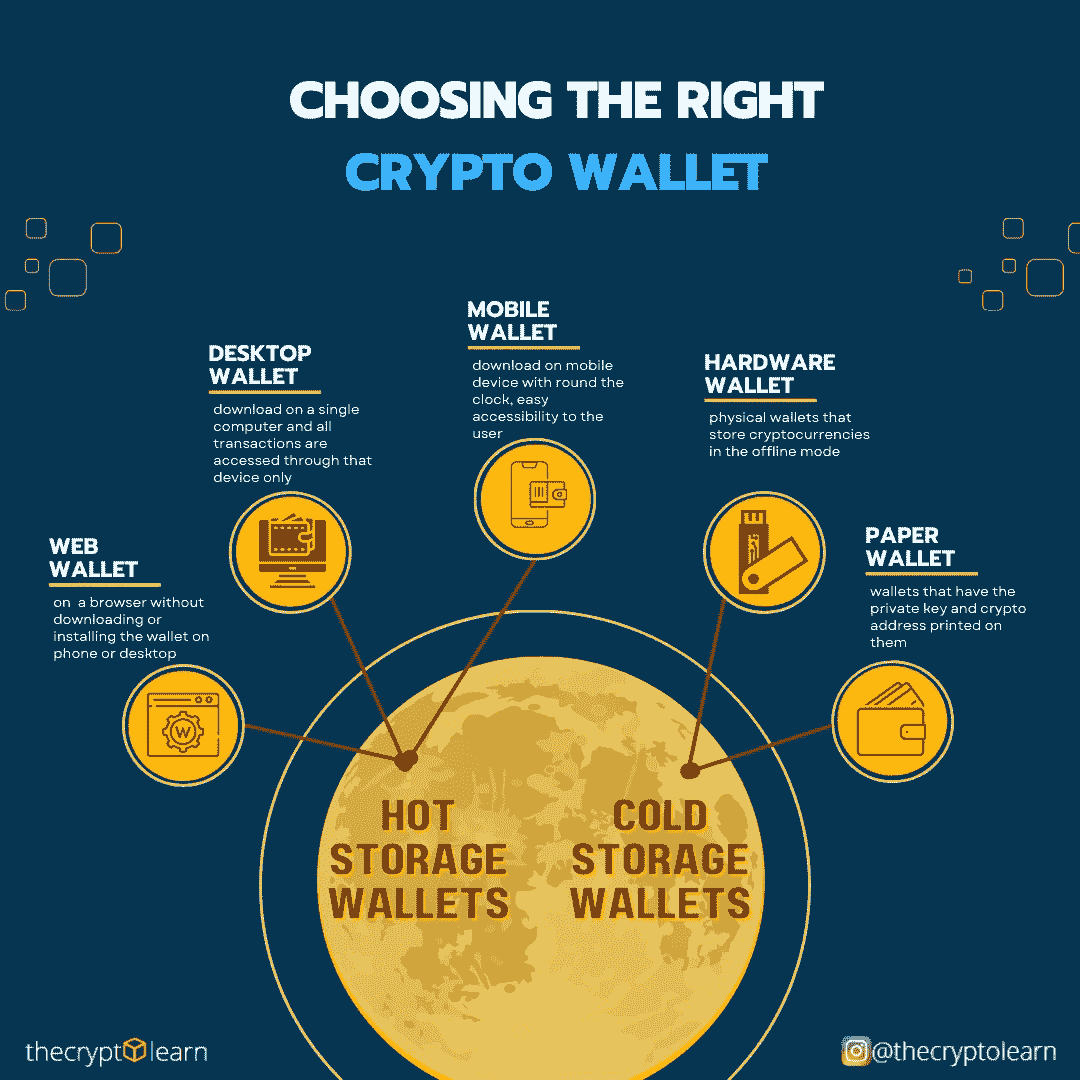 CHOOSING THE RIGHT
CRYPTO WALLET
MOBILE
WALLET
download on mobile
device with round the
clock, easy
accessibility to the
user
DESKTOP
WALLET
download on a single
computer and all
transactions are
accessed through that
device only
HARDWARE
WALLET
physical wallets that
store cryptocurrencies
in the offline mode
WEB
WALLET
on a browser without
downloading or
installing the wallet on
phone or desktop
W
PAPER
WALLET
wallets that have the
private key and crypto
address printed on
them
HOT
STORAGE
WALLETS
COLD
STORAGE
WALLETS
thecryptolearn
@thecryptolearn